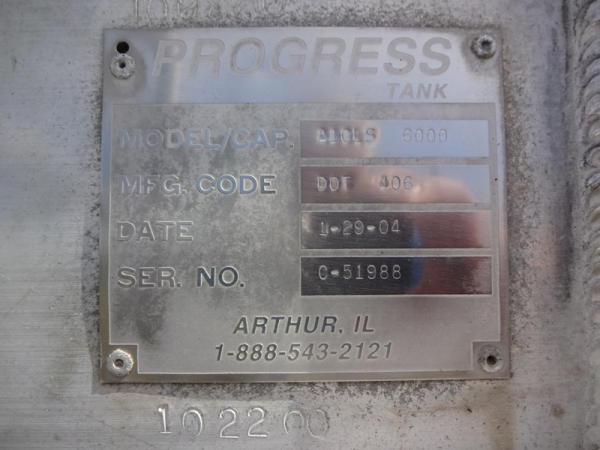 PROGRESS
TANK
MODEL/CAP. 6000
MFG. CODE DOT 406
DATE 1-29-04
SER. NO. C-51988
ARTHUR, IL
1-888-543-2121
102200